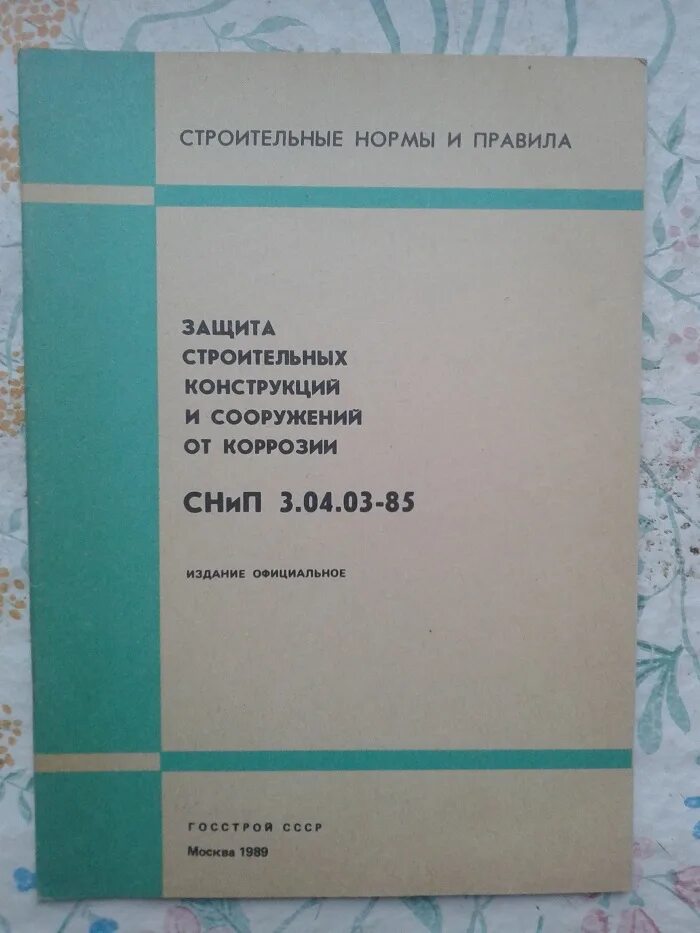 СТРОИТЕЛЬНЫЕ НОРМЫ И ПРАВИЛА
ЗАЩИТА
СТРОИТЕЛЬНЫХ
КОНСТРУКЦИЙ
И СООРУЖЕНИЙ
ОТ КОРРОЗИИ
СНиП 3.04.03-85
ИЗДАНИЕ ОФИЦИАЛЬНОЕ
ГОССТРОЙ СССР
Москва 1989